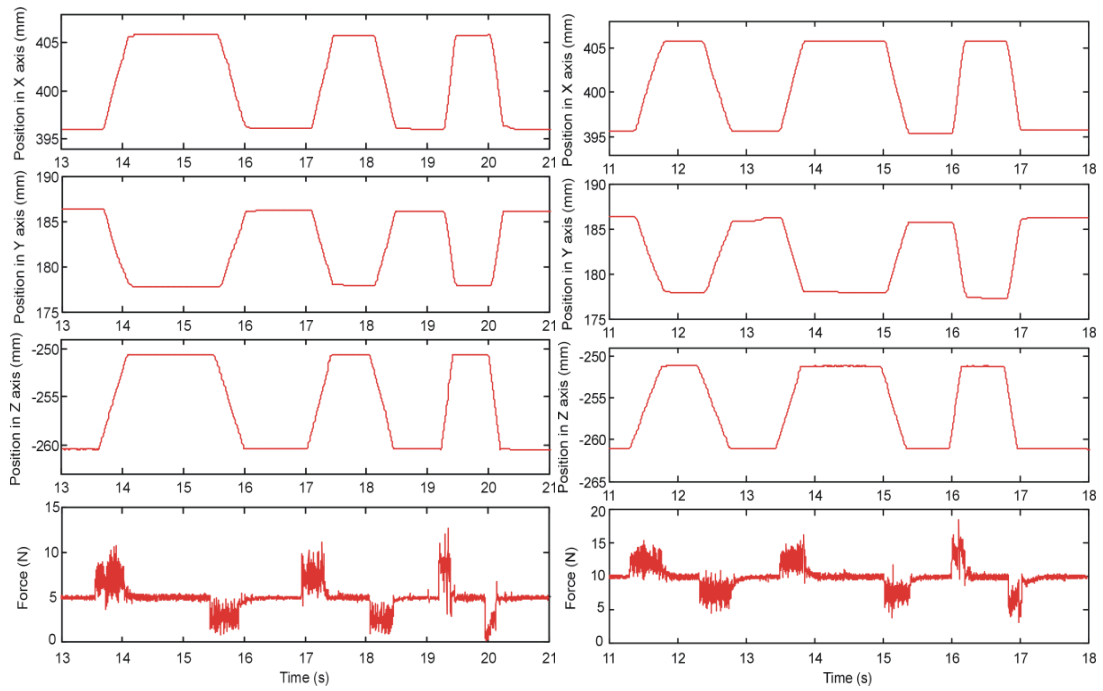 Position in X axis (mm)
405
400
395
13 14 15 16 17 18 19 20 21
Position in Y axis (mm)
190
185
180
175
13 14 15 16 17 18 19 20 21
Position in Z axis (mm)
-250
-255
-260
13 14 15 16 17 18 19 20 21
Force (N)
15
10
5
0
13 14 15 16 17 18 19 20 21
Time (s)
Position in X axis (mm)
405
400
395
11 12 13 14 15 16 17 18
Position in Y axis (mm)
190
185
180
175
11 12 13 14 15 16 17 18
Position in Z axis (mm)
-250
-255
-260
-265
11 12 13 14 15 16 17 18
Force (N)
20
15
10
5
0
11 12 13 14 15 16 17 18
Time (s)